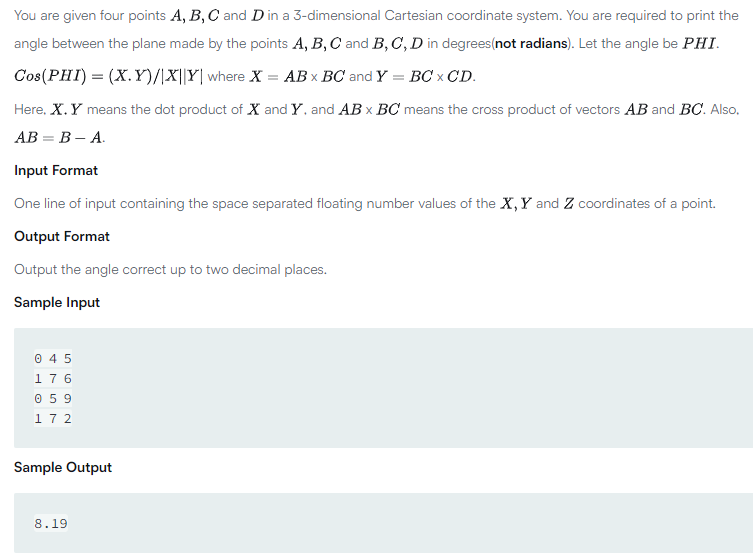 You are given four points A, B, C and D in a 3-dimensional Cartesian coordinate system. You are required to print the
angle between the plane made by the points A, B, C and B, C, D in degrees(not radians). Let the angle be PHI.
Cos(PHI) = (X.Y)/|X||Y| where X = AB x BC and Y = BC x CD.
Here, X.Y means the dot product of X and Y, and AB x BC means the cross product of vectors AB and BC. Also,
AB = B − A.
Input Format
One line of input containing the space separated floating number values of the X, Y and Z coordinates of a point.
Output Format
Output the angle correct up to two decimal places.
Sample Input
0 4 5
1 7 6
0 5 9
1 7 2
Sample Output
8.19